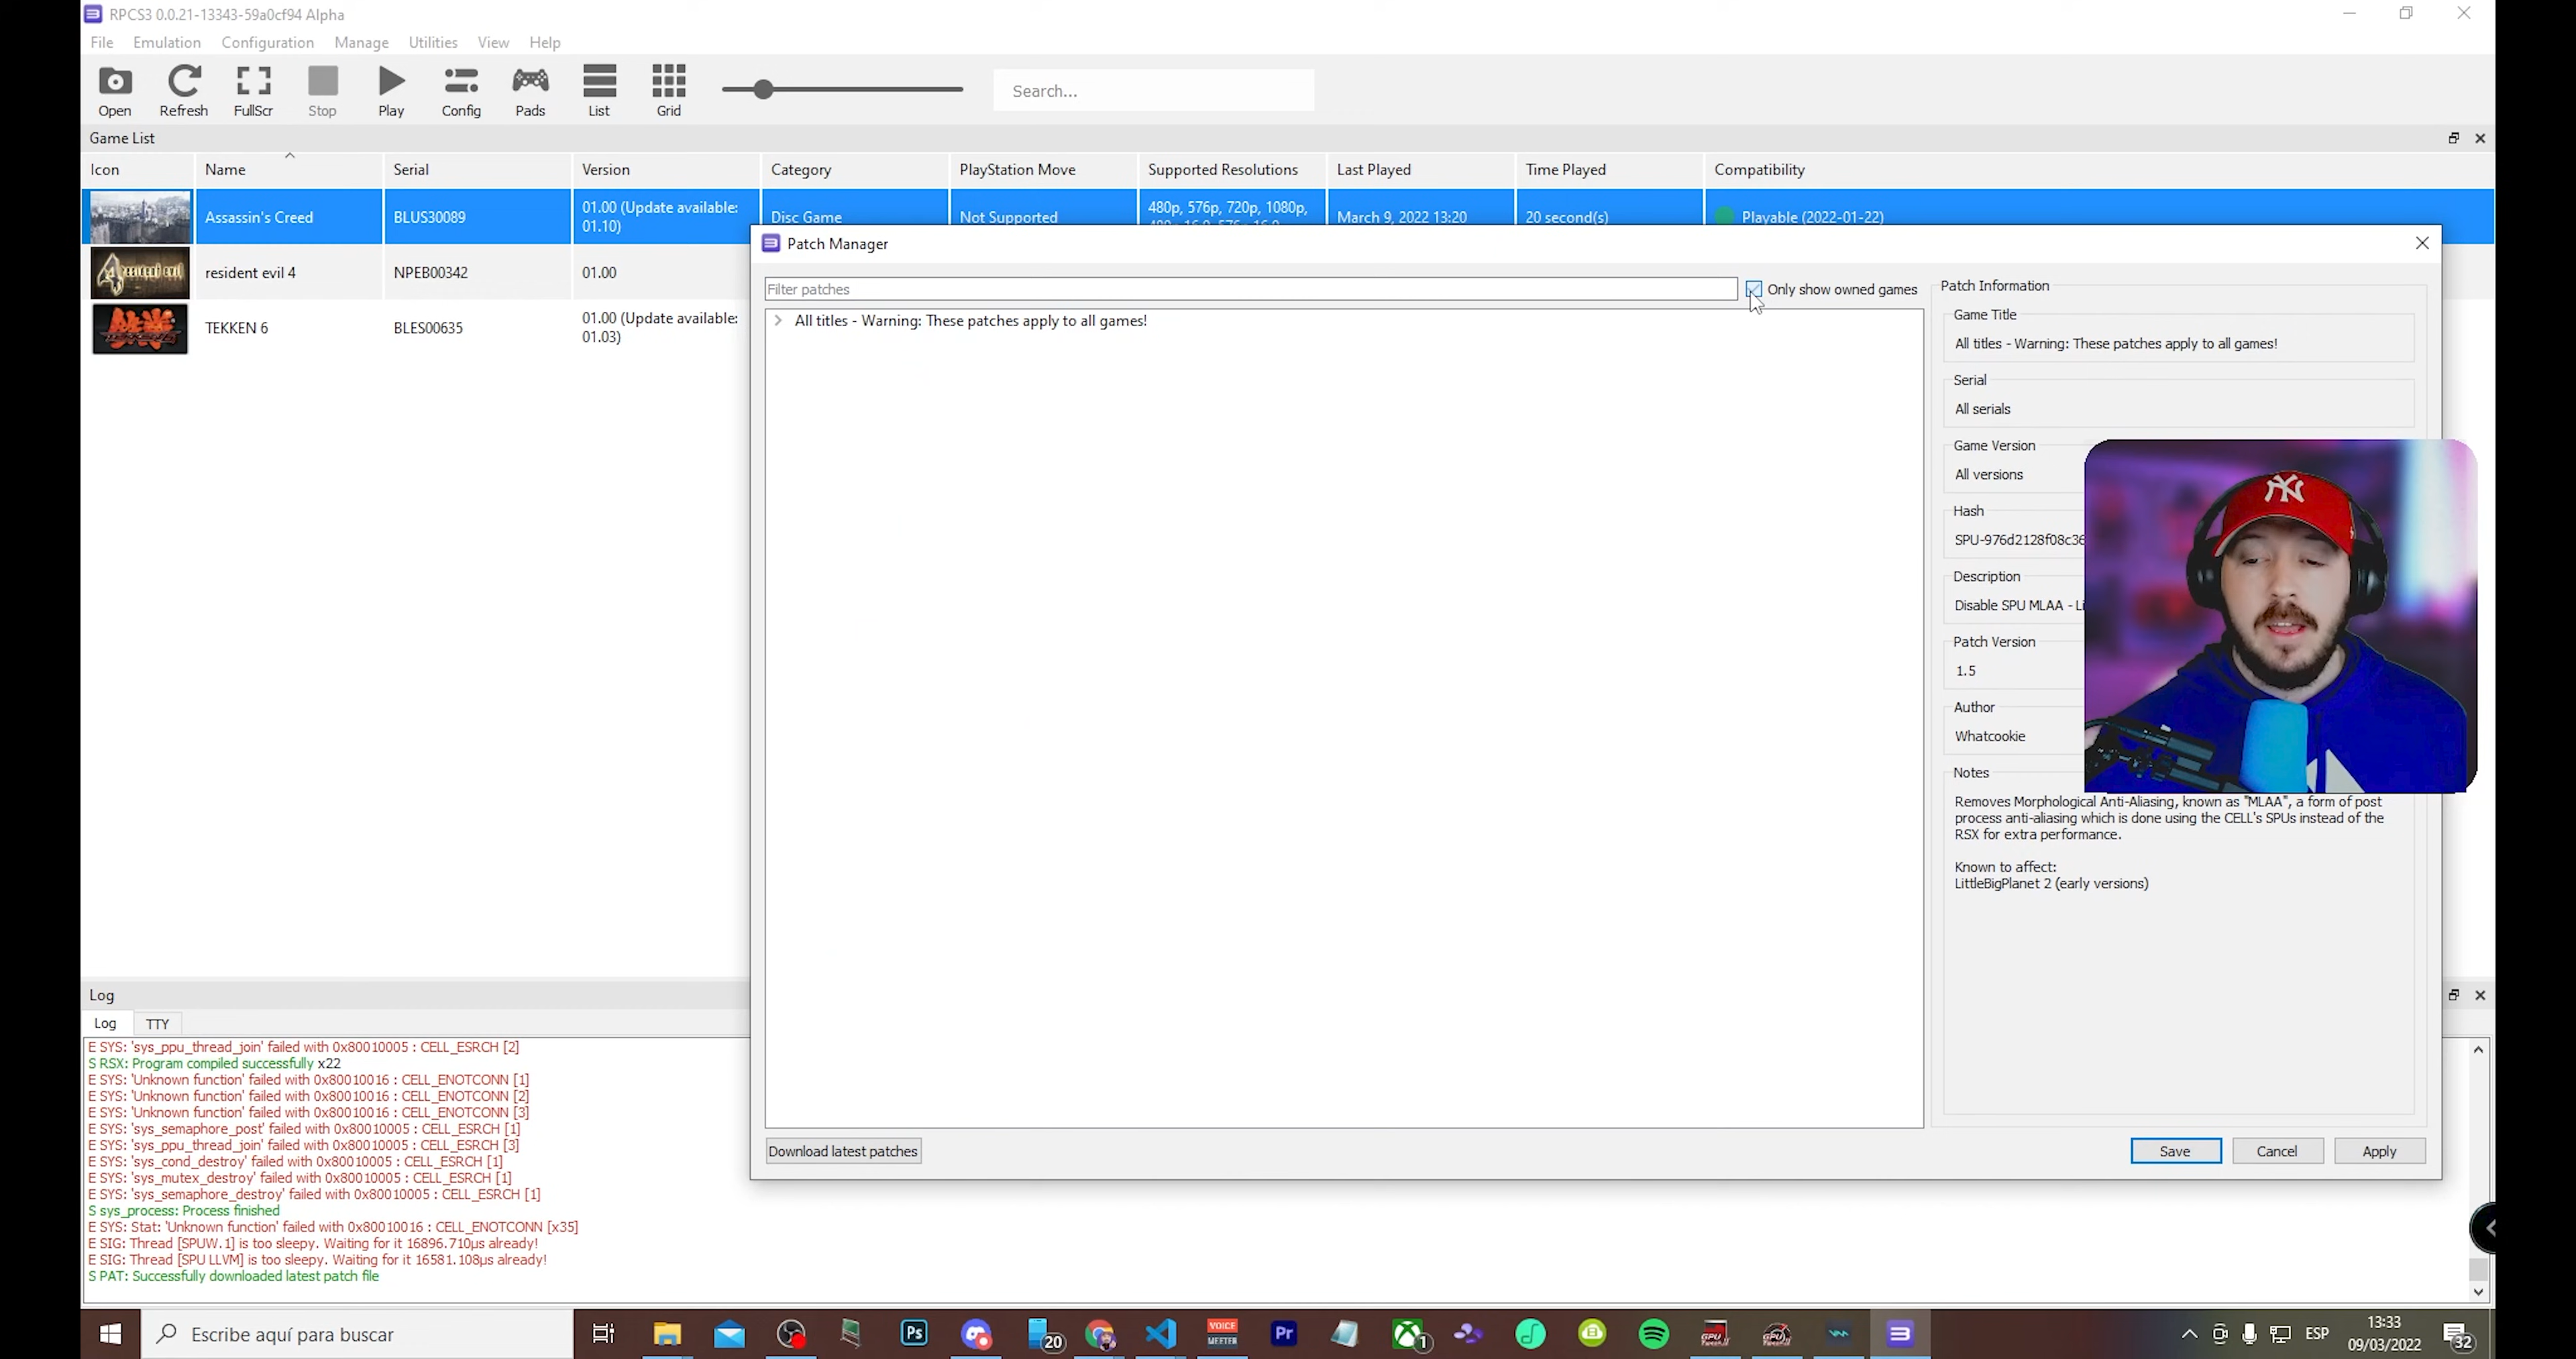 RPCS3 0.0.21-13343-59a0cf94 Alpha
File Emulation Configuration Manage Utilities View Help
Open Refresh FullScr Stop Play Config Pads List Grid Search...
Game List
Icon Name Serial Version Category PlayStation Move Supported Resolutions Last Played Time Played Compatibility
Assassin's Creed BLUS30089 01.00 (Update available: 01.10) Disc Game Not Supported 480p, 576p, 720p, 1080p, March 9, 2022 13:20 20 second(s) Playable (2022-01-22)
resident evil 4 NPEB00342 01.00
TEKKEN 6 BLES00635 01.00 (Update available: 01.03)
Patch Manager
Filter patches
Only show owned games
All titles - Warning: These patches apply to all games!
Patch Information
Game Title
All titles - Warning: These patches apply to all games!
Serial
All serials
Game Version
All versions
Hash
SPU-976d2128f08c36
Description
Disable SPU MLAA - Li
Patch Version
1.5
Author
Whatcookie
Notes
Removes Morphological Anti-Aliasing, known as "MLAA", a form of post
process anti-aliasing which is done using the CELL's SPUs instead of the
RSX for extra performance.
Known to affect:
LittleBigPlanet 2 (early versions)
Download latest patches
Save Cancel Apply
NY
Log
Log TTY
E SYS: 'sys_ppu_thread_join' failed with 0x80010005 : CELL_ESRCH [2]
S RSX: Program compiled successfully x22
E SYS: 'Unknown function' failed with 0x80010016 : CELL_ENOTCONN [1]
E SYS: 'Unknown function' failed with 0x80010016 : CELL_ENOTCONN [2]
E SYS: 'Unknown function' failed with 0x80010016 : CELL_ENOTCONN [3]
E SYS: 'sys_semaphore_post' failed with 0x80010005 : CELL_ESRCH [1]
E SYS: 'sys_ppu_thread_join' failed with 0x80010005 : CELL_ESRCH [3]
E SYS: 'sys_cond_destroy' failed with 0x80010005 : CELL_ESRCH [1]
E SYS: 'sys_mutex_destroy' failed with 0x80010005 : CELL_ESRCH [1]
E SYS: 'sys_semaphore_destroy' failed with 0x80010005 : CELL_ESRCH [1]
S sys_process: Process finished
E SYS: Stat: 'Unknown function' failed with 0x80010016 : CELL_ENOTCONN [x35]
E SIG: Thread [SPUW.1] is too sleepy. Waiting for it 16896.710µs already!
E SIG: Thread [SPU LLVM] is too sleepy. Waiting for it 16581.108µs already!
S PAT: Successfully downloaded latest patch file
Escribe aquí para buscar
Ps
20
VOICE
MEETER
Pr
1
ESP
13:33
09/03/2022
32